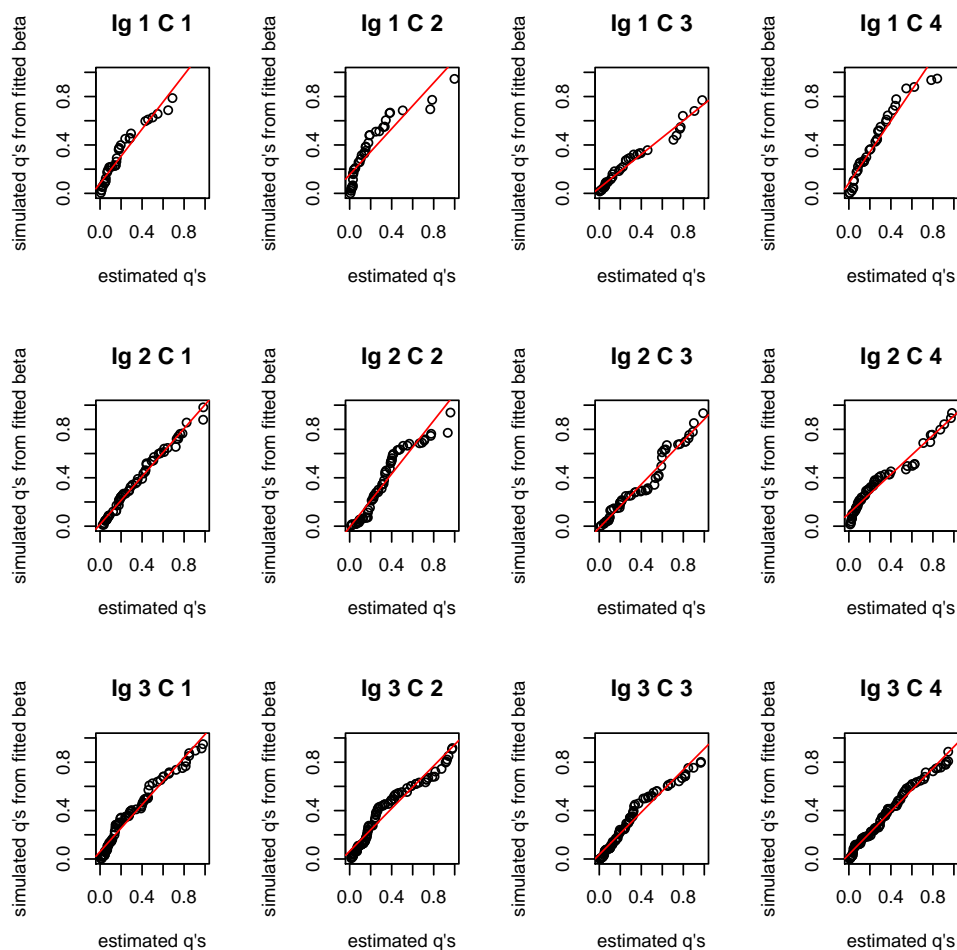 Ig 1 C 1
simulated q's from fitted beta
0.0 0.4 0.8
0.0 0.4 0.8
estimated q's
Ig 1 C 2
simulated q's from fitted beta
0.0 0.4 0.8
0.0 0.4 0.8
estimated q's
Ig 1 C 3
simulated q's from fitted beta
0.0 0.4 0.8
0.0 0.4 0.8
estimated q's
Ig 1 C 4
simulated q's from fitted beta
0.0 0.4 0.8
0.0 0.4 0.8
estimated q's
Ig 2 C 1
simulated q's from fitted beta
0.0 0.4 0.8
0.0 0.4 0.8
estimated q's
Ig 2 C 2
simulated q's from fitted beta
0.0 0.4 0.8
0.0 0.4 0.8
estimated q's
Ig 2 C 3
simulated q's from fitted beta
0.0 0.4 0.8
0.0 0.4 0.8
estimated q's
Ig 2 C 4
simulated q's from fitted beta
0.0 0.4 0.8
0.0 0.4 0.8
estimated q's
Ig 3 C 1
simulated q's from fitted beta
0.0 0.4 0.8
0.0 0.4 0.8
estimated q's
Ig 3 C 2
simulated q's from fitted beta
0.0 0.4 0.8
0.0 0.4 0.8
estimated q's
Ig 3 C 3
simulated q's from fitted beta
0.0 0.4 0.8
0.0 0.4 0.8
estimated q's
Ig 3 C 4
simulated q's from fitted beta
0.0 0.4 0.8
0.0 0.4 0.8
estimated q's